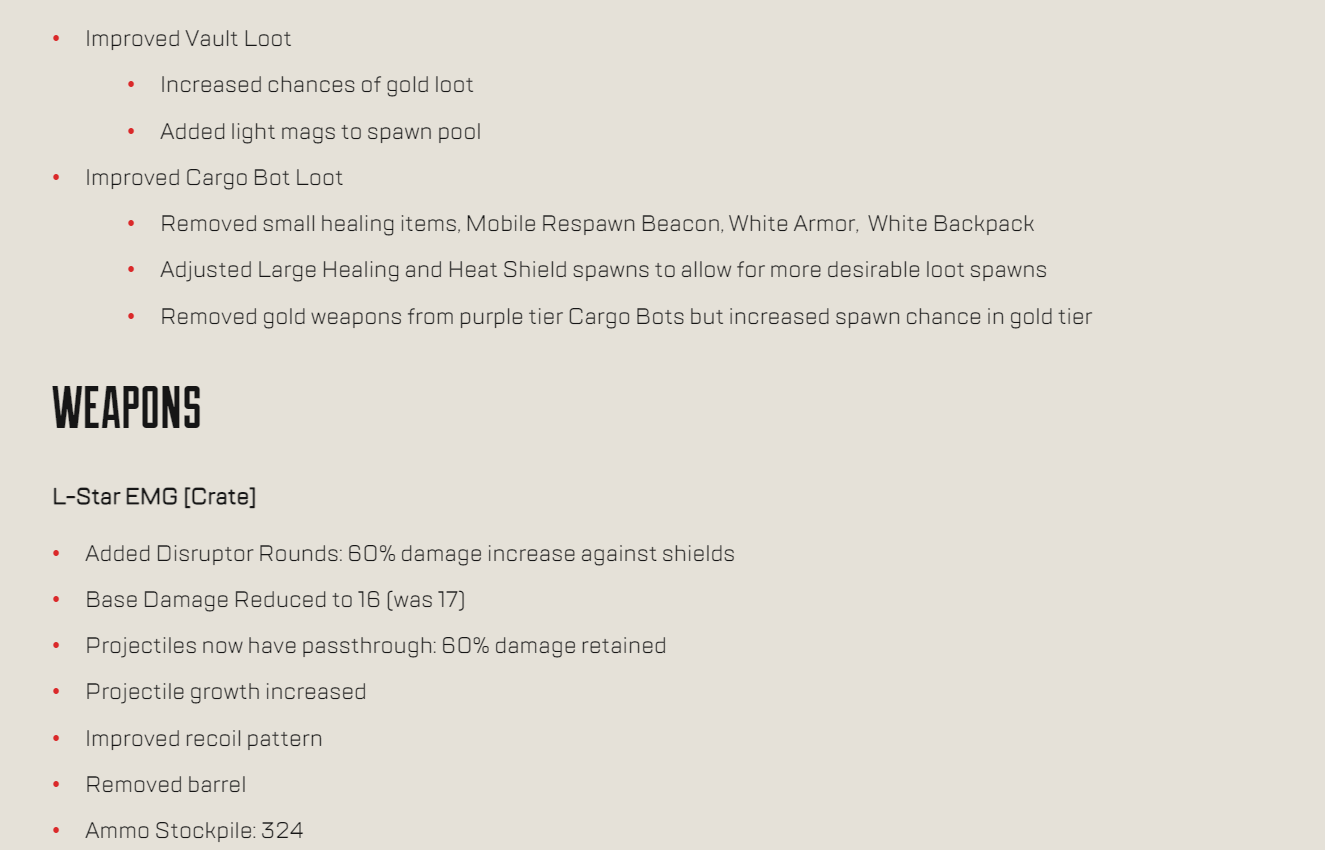 Improved Vault Loot
Increased chances of gold loot
Added light mags to spawn pool
Improved Cargo Bot Loot
Removed small healing items, Mobile Respawn Beacon, White Armor,  White Backpack
Adjusted Large Healing and Heat Shield spawns to allow for more desirable loot spawns
Removed gold weapons from purple tier Cargo Bots but increased spawn chance in gold tier
WEAPONS
L-Star EMG [Crate]
Added Disruptor Rounds: 60% damage increase against shields
Base Damage Reduced to 16 (was 17)
Projectiles now have passthrough: 60% damage retained
Projectile growth increased
Improved recoil pattern
Removed barrel
Ammo Stockpile: 324